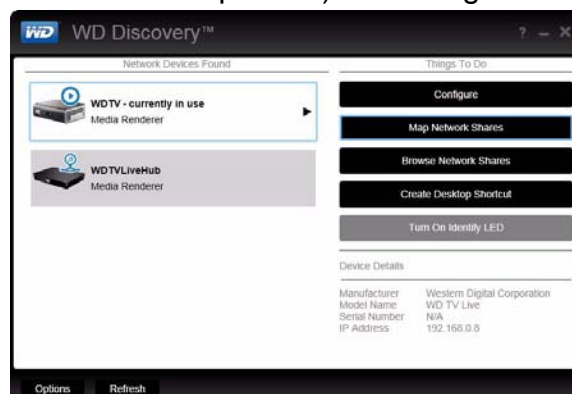 WD WD Discovery™ ? – X
Network Devices Found
WDTV - currently in use
Media Renderer
WDTVLiveHub
Media Renderer
Things To Do
Configure
Map Network Shares
Browse Network Shares
Create Desktop Shortcut
Turn On Identify LED
Device Details
Manufacturer Western Digital Corporation
Model Name WD TV Live
Serial Number N/A
IP Address 192.168.0.8
Options Refresh